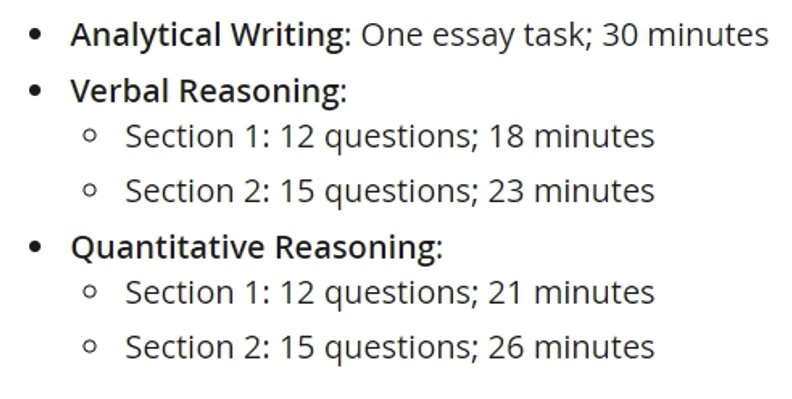 • Analytical Writing: One essay task; 30 minutes
• Verbal Reasoning:
○ Section 1: 12 questions; 18 minutes
○ Section 2: 15 questions; 23 minutes
• Quantitative Reasoning:
○ Section 1: 12 questions; 21 minutes
○ Section 2: 15 questions; 26 minutes